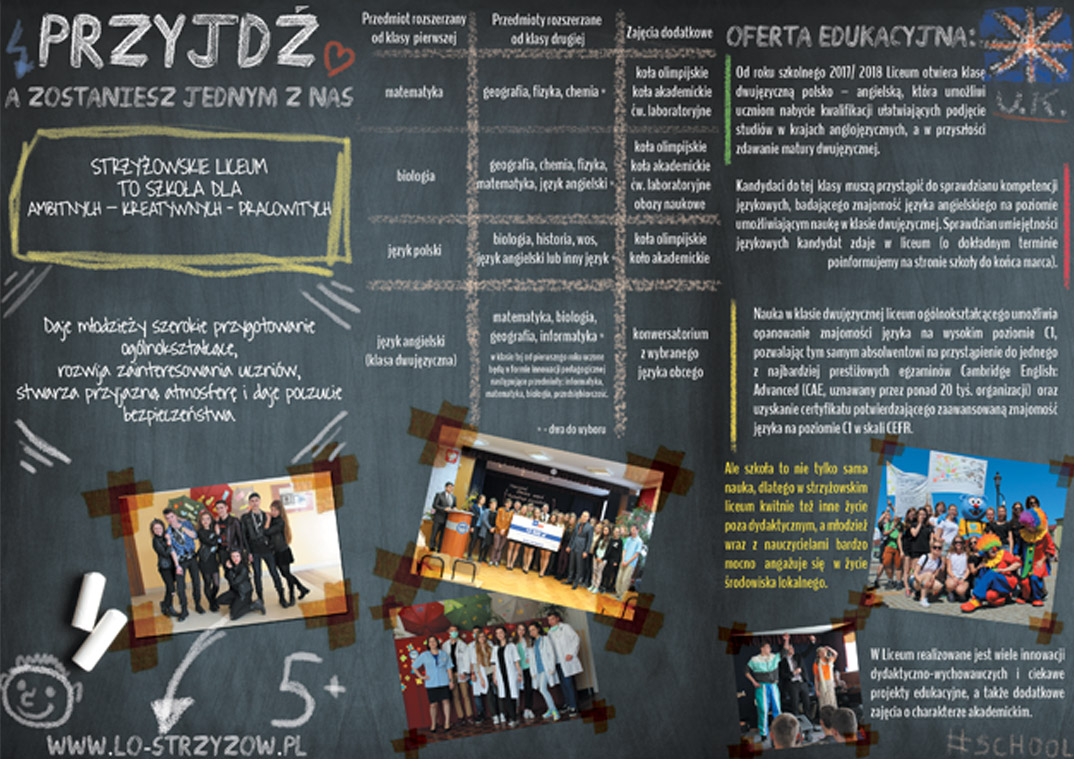 PRZYJDŹ
A ZOSTANIESZ JEDNYM Z NAS
STRZYŻOWSKIE LICEUM
TO SZKOŁA DLA
AMBITNYCH – KREATYWNYCH - PRACOWITYCH
Daje młodzieży szerokie przygotowanie
ogólnokształcące,
rozwija zainteresowania uczniów,
stwarza przyjazną atmosferę i daje poczucie
bezpieczeństwa
5+
WWW.LO-STRZYZOW.PL
Przedmiot rozszerzany
od klasy pierwszej
Przedmioty rozszerzane
od klasy drugiej
Zajęcia dodatkowe
matematyka
geografia, fizyka, chemia *
koła olimpijskie
koła akademickie
ćw. laboratoryjne
biologia
geografia, chemia, fizyka,
matematyka, język angielski *
koła olimpijskie
koła akademickie
ćw. laboratoryjne
obozy naukowe
język polski
biologia, historia, wos,
język angielski lub inny język *
koła olimpijskie
koła akademickie
język angielski
(klasa dwujęzyczna)
matematyka, biologia,
geografia, informatyka *
w klasie tej od pierwszego roku uczone
będą w formie innowacji pedagogicznej
następujące przedmioty: informatyka,
matematyka, biologia, przedsiębiorczość.
konwersatorium
z wybranego
języka obcego
* - dwa do wyboru
OFERTA EDUKACYJNA:
U.K.
Od roku szkolnego 2017/ 2018 Liceum otwiera klasę
dwujęzyczną polsko – angielską, która umożliwi
uczniom nabycie kwalifikacji ułatwiających podjęcie
studiów w krajach anglojęzycznych, a w przyszłości
zdawanie matury dwujęzycznej.
Kandydaci do tej klasy muszą przystąpić do sprawdzianu kompetencji
językowych, badającego znajomość języka angielskiego na poziomie
umożliwiającym naukę w klasie dwujęzycznej. Sprawdzian umiejętności
językowych kandydat zdaje w liceum (o dokładnym terminie
poinformujemy na stronie szkoły do końca marca).
Nauka w klasie dwujęzycznej liceum ogólnokształcącego umożliwia
opanowanie znajomości języka na wysokim poziomie C1,
pozwalając tym samym absolwentowi na przystąpienie do jednego
z najbardziej prestiżowych egzaminów Cambridge English:
Advanced (CAE, uznawany przez ponad 20 tyś. organizacji) oraz
uzyskanie certyfikatu potwierdzającego zaawansowaną znajomość
języka na poziomie C1 w skali CEFR.
Ale szkoła to nie tylko sama
nauka, dlatego w strzyżowskim
liceum kwitnie też inne życie
poza dydaktycznym, a młodzież
wraz z nauczycielami bardzo
mocno angażuje się w życie
środowiska lokalnego.
W Liceum realizowane jest wiele innowacji
dydaktyczno-wychowawczych i ciekawe
projekty edukacyjne, a także dodatkowe
zajęcia o charakterze akademickim.
#SCHOOL